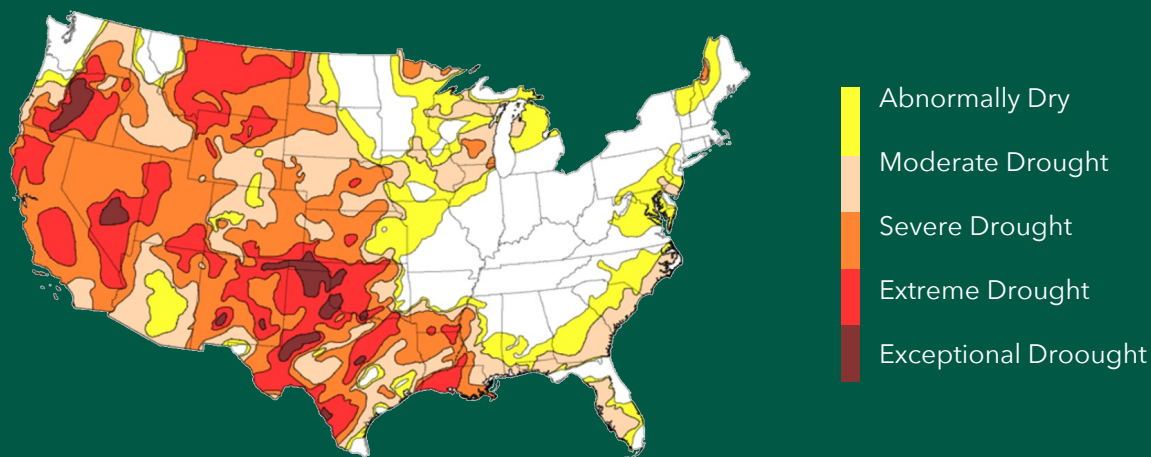 Abnormally Dry
Moderate Drought
Severe Drought
Extreme Drought
Exceptional Droought